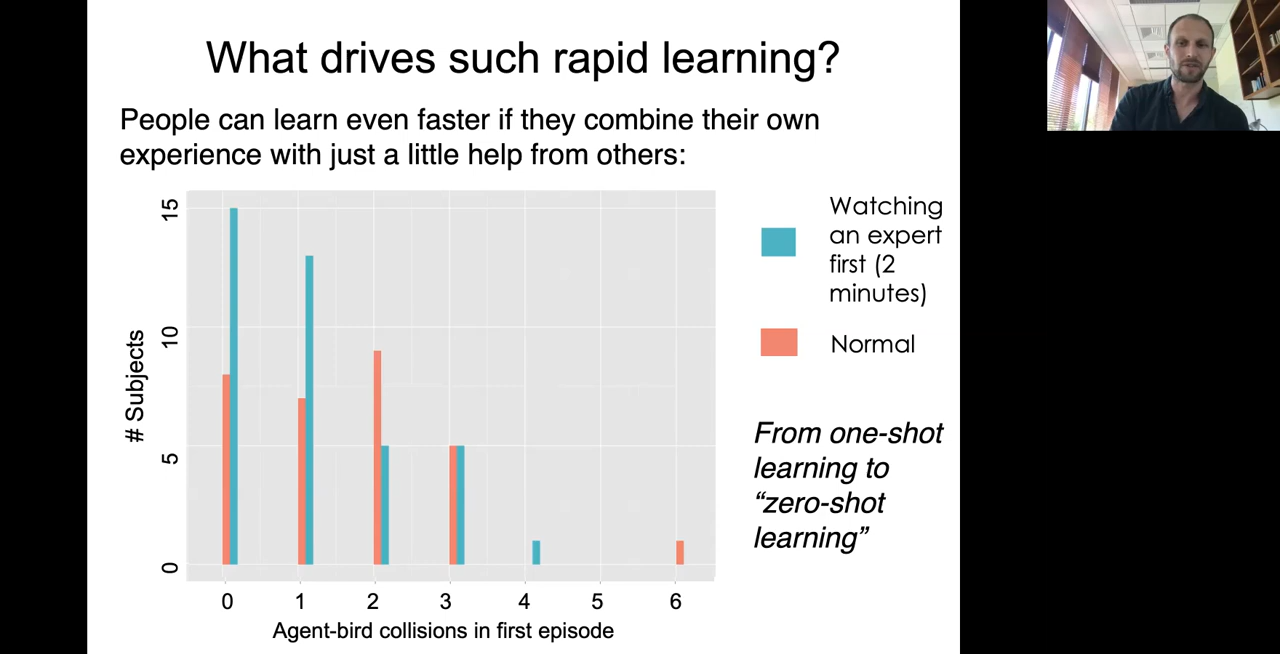 What drives such rapid learning?
People can learn even faster if they combine their own
experience with just a little help from others:
15
10
5
0
# Subjects
0 1 2 3 4 5 6
Agent-bird collisions in first episode
Watching
an expert
first (2
minutes)
Normal
From one-shot
learning to
“zero-shot
learning”